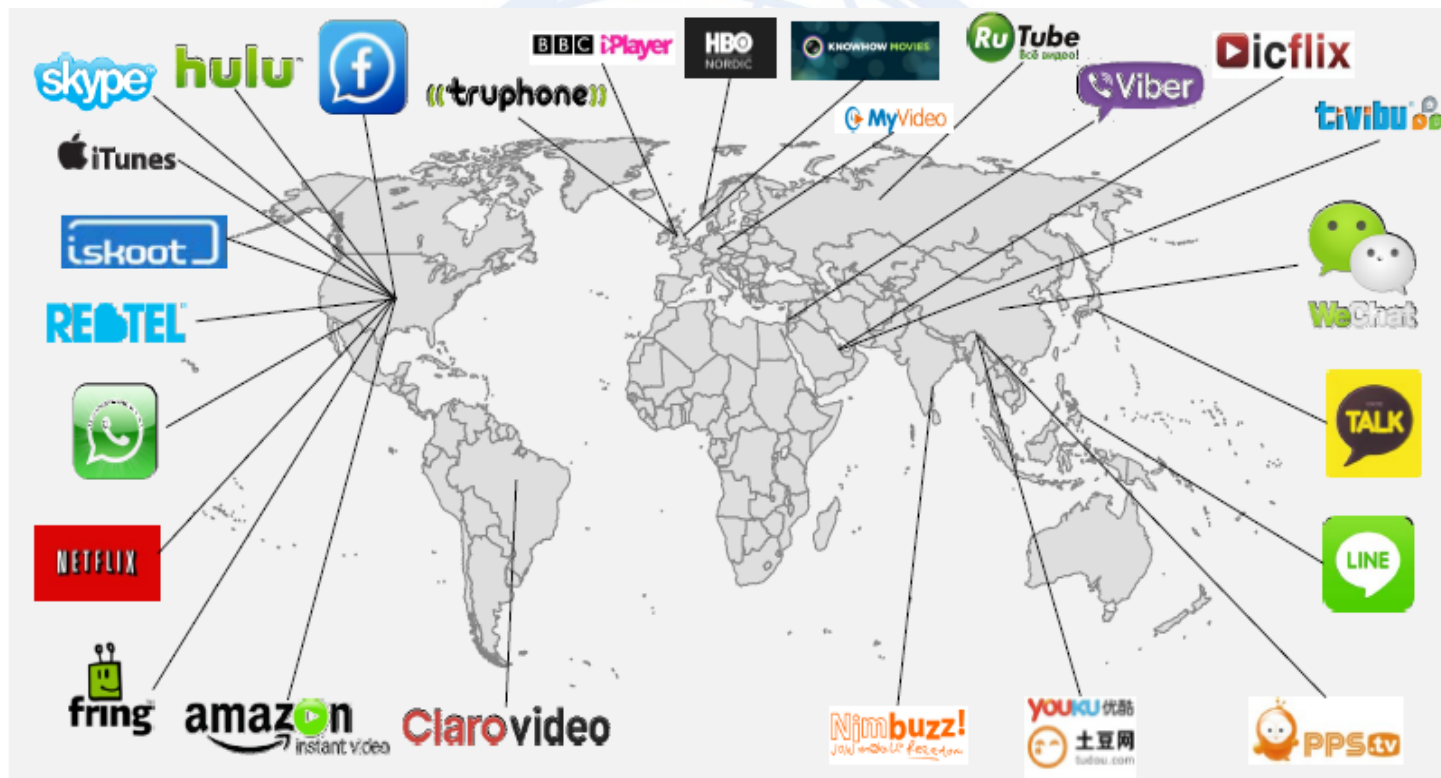 skype
hulu
f
BBC iPlayer
HBO
NORDIC
KNOWHOW MOVIES
Ru Tube
Всё видео!
icflix
Viber
truphone
MyVideo
tivibu
iTunes
iskoot
WeChat
REBTEL
TALK
NETFLIX
LINE
fring
amazon
instant video
Clarovideo
Nimbuzz!
YOUKU 优酷
土豆网
tudou.com
PPS.tv